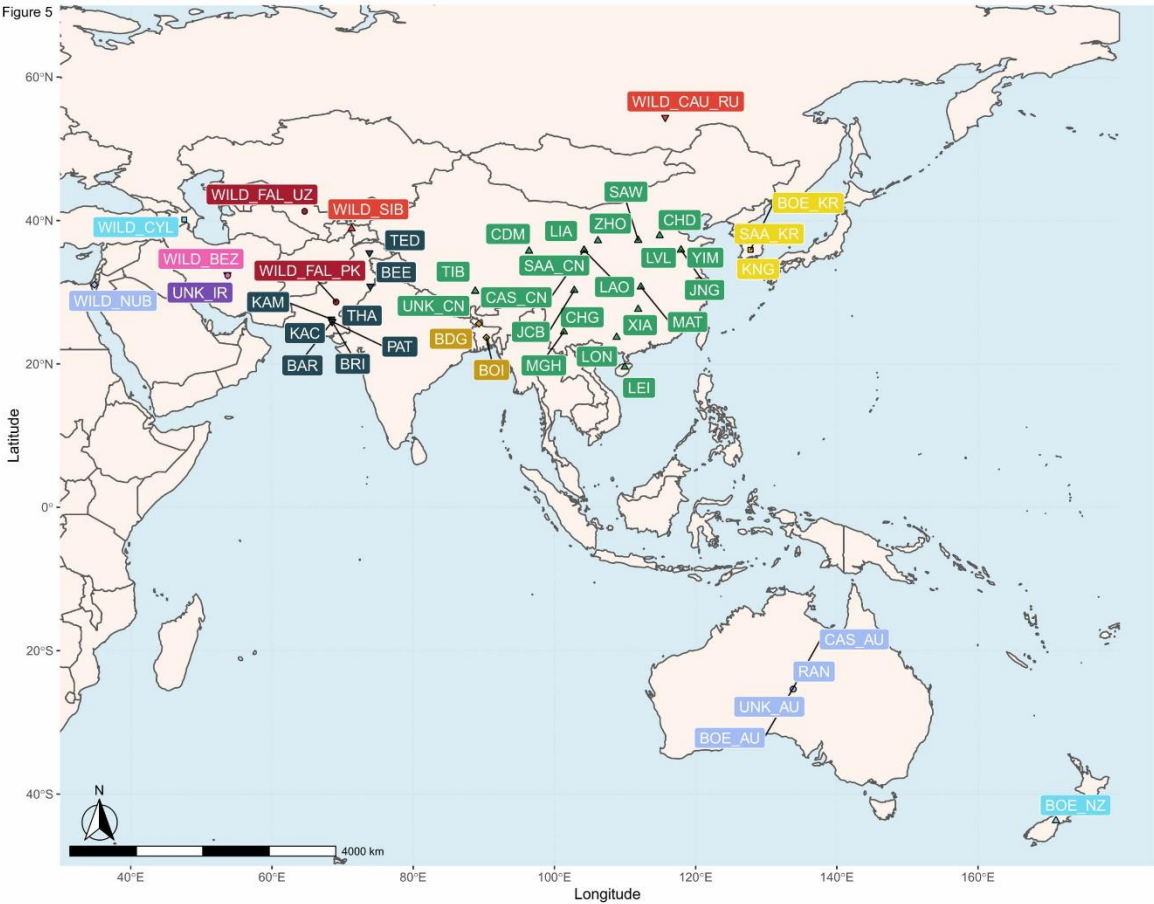 Figure 5
60°N
WILD_CAU_RU
SAW
WILD_FAL_UZ
BOE_KR
WILD_SIB
ZHO
CHD
40°N
WILD_CYL
LIA
SAA_KR
CDM
TED
LVL
YIM
WILD_BEZ
SAA_CN
KNG
WILD_FAL_PK
BEE
TIB
UNK_IR
LAO
JNG
WILD_NUB
KAM
UNK_CN
CAS_CN
THA
CHG
XIA
MAT
KAC
JCB
BDG
PAT
BAR
BRI
BOI
MGH
LON
20°N
LEI
Latitude
0°
20°S
CAS_AU
RAN
UNK_AU
BOE_AU
40°S
N
BOE_NZ
4000 km
40°E
60°E
80°E
100°E
120°E
140°E
160°E
Longitude